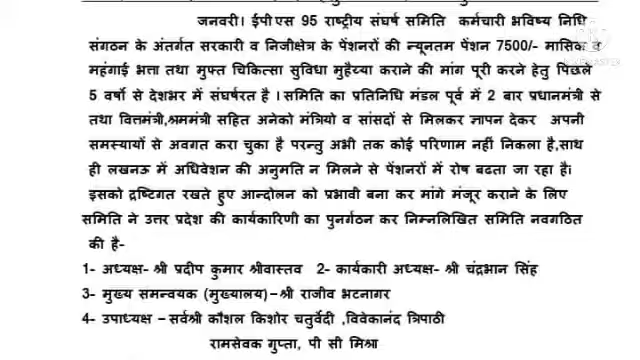 जनवरी। ईपीएस 95 राष्ट्रीय संघर्ष समिति कर्मचारी भविष्य निधि
संगठन के अंतर्गत सरकारी व निजीक्षेत्र के पेंशनरों की न्यूनतम पेंशन 7500/- मासिक व
महंगाई भत्ता तथा मुफ्त चिकित्सा सुविधा मुहैय्या कराने की मांग पूरी करने हेतु पिछले
5 वर्षो से देशभर में संघर्षरत है। समिति का प्रतिनिधि मंडल पूर्व में 2 बार प्रधानमंत्री से
तथा वित्तमंत्री,श्रममंत्री सहित अनेको मंत्रियो व सांसदों से मिलकर ज्ञापन देकर अपनी
समस्यायों से अवगत करा चुका है परन्तु अभी तक कोई परिणाम नहीं निकला है,साथ
ही लखनऊ में अधिवेशन की अनुमति न मिलने से पेंशनरों में रोष बढता जा रहा है।
इसको द्रष्टिगत रखते हुए आन्दोलन को प्रभावी बना कर मांगे मंजूर कराने के लिए
समिति ने उत्तर प्रदेश की कार्यकारिणी का पुनर्गठन कर निम्नलिखित समिति नवगठित
की है-
1- अध्यक्ष- श्री प्रदीप कुमार श्रीवास्तव 2- कार्यकारी अध्यक्ष- श्री चंद्रभान सिंह
3- मुख्य समन्वयक (मुख्यालय)-श्री राजीव भटनागर
4- उपाध्यक्ष -सर्वश्री कौशल किशोर चतुर्वेदी ,विवेकानंद त्रिपाठी
रामसेवक गुप्ता, पी सी मिश्रा